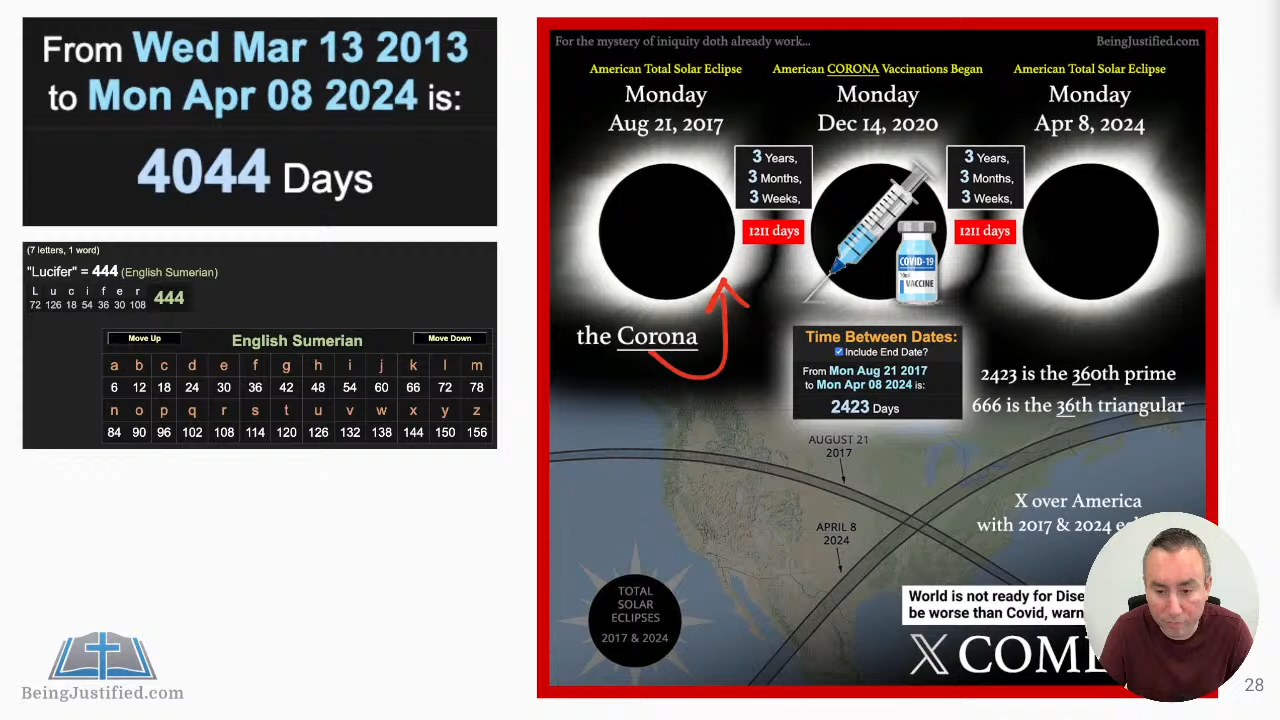 From Wed Mar 13 2013
to Mon Apr 08 2024 is:
4044 Days
(7 letters, 1 word)
"Lucifer" = 444 (English Sumerian)
L u c i f e r
72 126 18 54 36 30 108 444
Move Up English Sumerian Move Down
a b c d e f g h i j k l m
6 12 18 24 30 36 42 48 54 60 66 72 78
n o p q r s t u v w x y z
84 90 96 102 108 114 120 126 132 138 144 150 156
BeingJustified.com
For the mystery of iniquity doth already work...
BeingJustified.com
American Total Solar Eclipse
Monday
Aug 21, 2017
American CORONA Vaccinations Began
Monday
Dec 14, 2020
American Total Solar Eclipse
Monday
Apr 8, 2024
3 Years,
3 Months,
3 Weeks,
1211 days
3 Years,
3 Months,
3 Weeks,
1211 days
COVID-19
VACCINE
the Corona
Time Between Dates:
Include End Date?
From Mon Aug 21 2017
to Mon Apr 08 2024 is:
2423 Days
2423 is the 360th prime
666 is the 36th triangular
AUGUST 21
2017
APRIL 8
2024
X over America
with 2017 & 2024
TOTAL
SOLAR
ECLIPSES
2017 & 2024
World is not ready for
be worse than Covid,
X
28